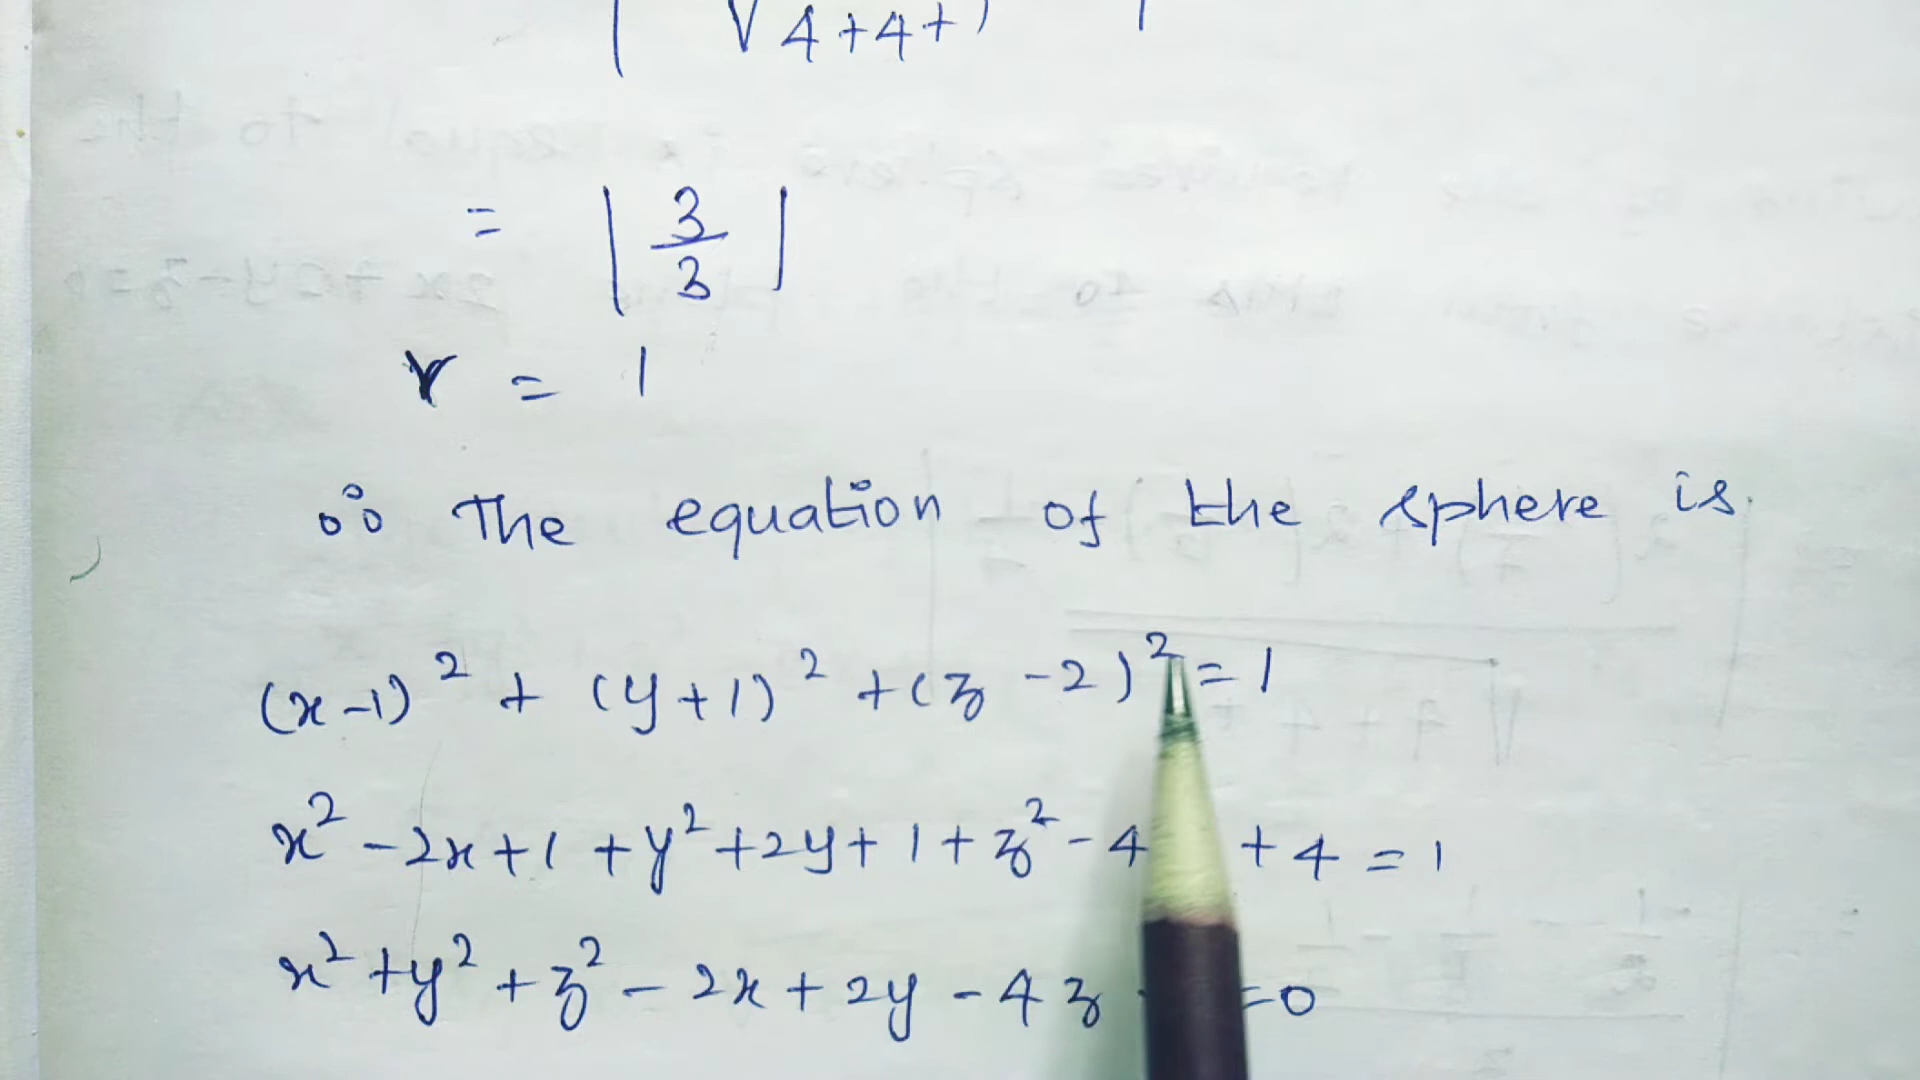 √4+4+1
= |3/3|
r = 1
∴ The equation of the sphere is
(x-1)² + (y+1)² + (z-2)² = 1
x² - 2x + 1 + y² + 2y + 1 + z² - 4 + 4 = 1
x² + y² + z² - 2x + 2y - 4z =0